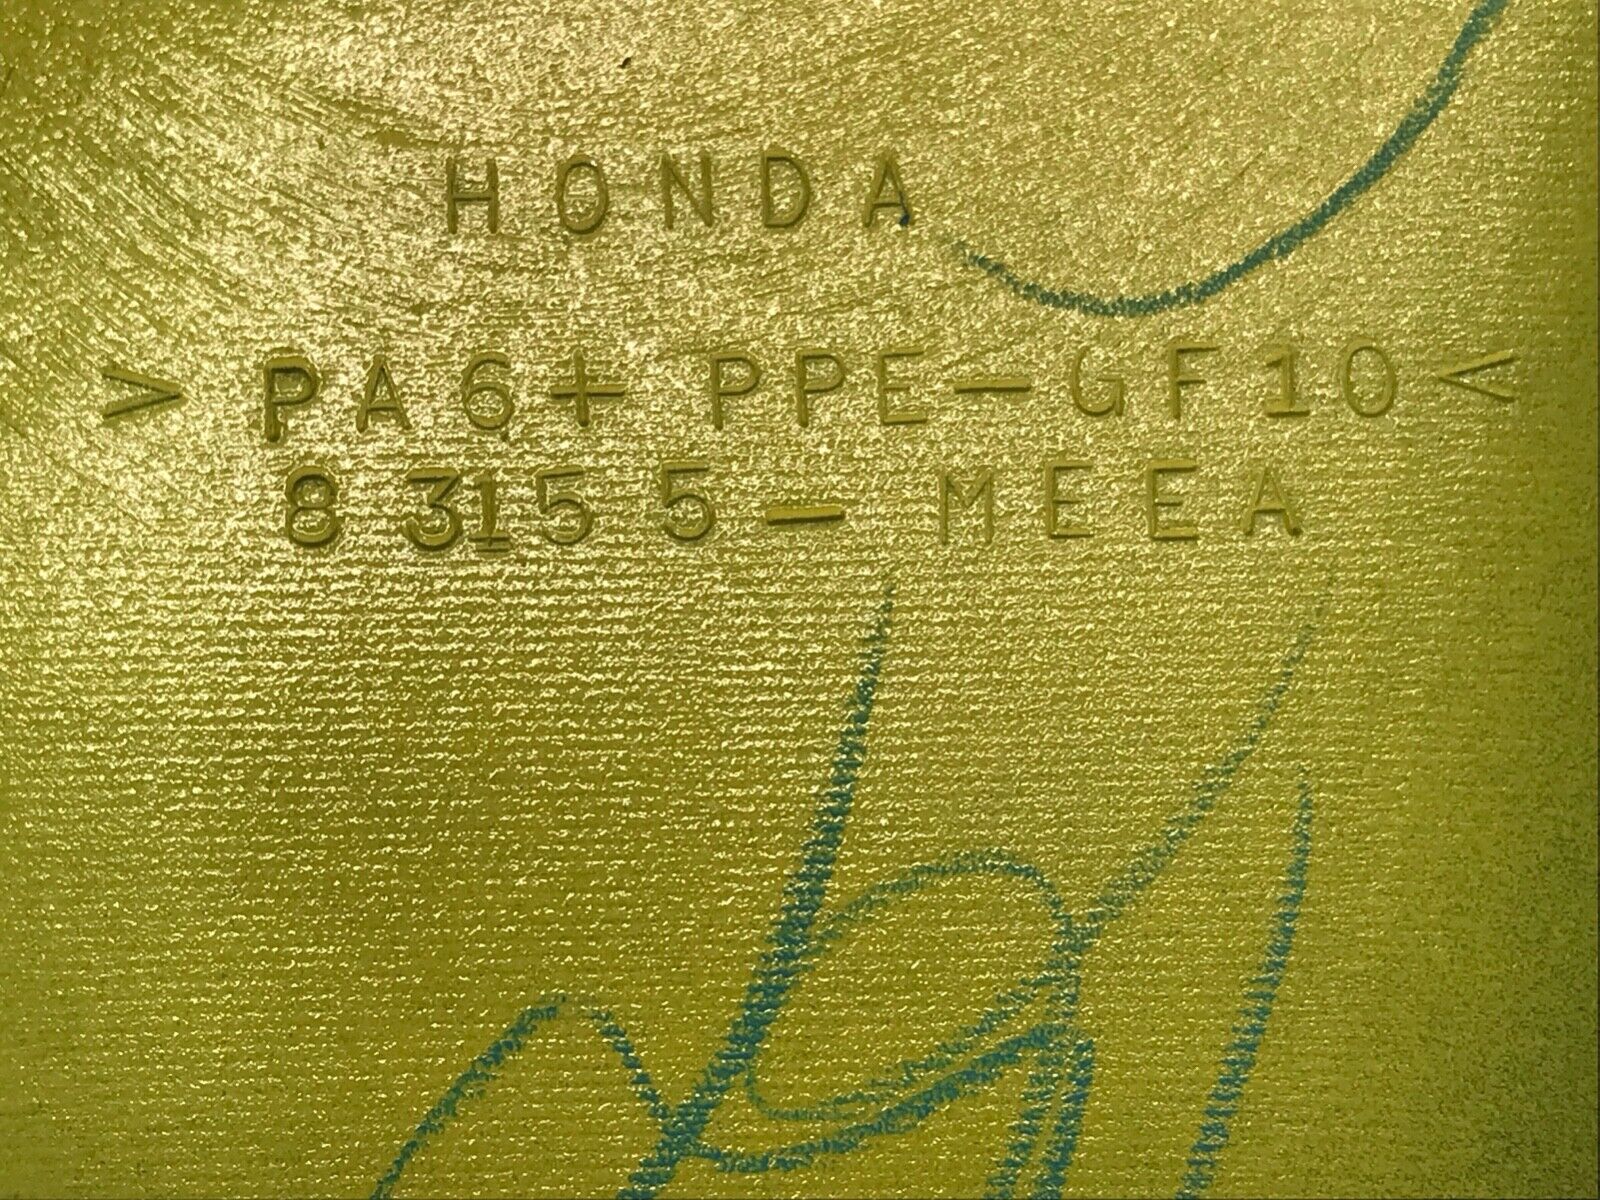 HONDA
>PA6+PPE-GF10<
83155-MEEA